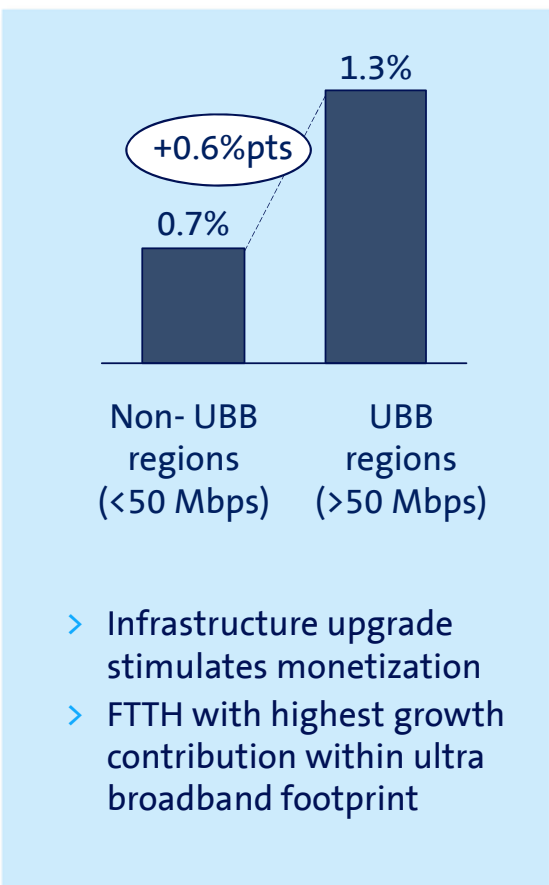 1.3%
+0.6%pts
0.7%
Non- UBB
regions
(<50 Mbps)
UBB
regions
(>50 Mbps)
> Infrastructure upgrade
stimulates monetization
> FTTH with highest growth
contribution within ultra
broadband footprint